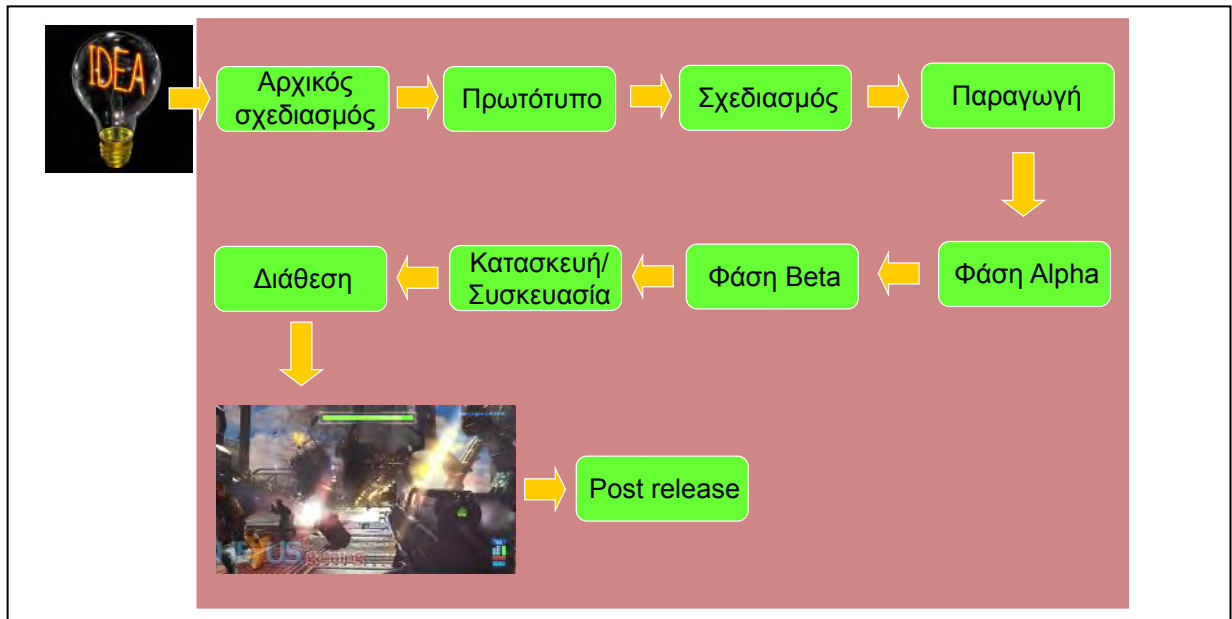 IDEA
Αρχικός
σχεδιασμός
Πρωτότυπο
Σχεδιασμός
Παραγωγή
Φάση Alpha
Φάση Beta
Κατασκευή/
Συσκευασία
Διάθεση
Post release